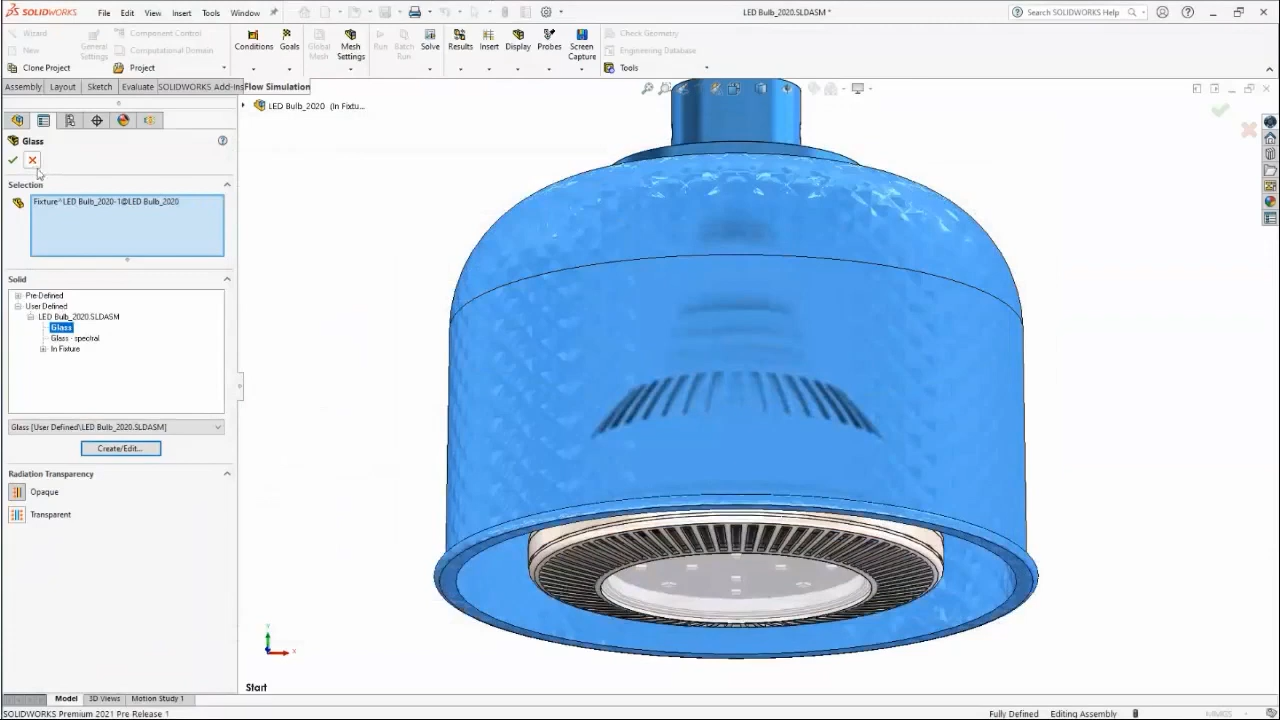 SOLIDWORKS File Edit View Insert Tools Window LED Bulb_2020.SLDASM * Search SOLIDWORKS Help
Wizard
New
Clone Project
General Settings
Component Control
Computational Domain
Project
Conditions
Goals
Global Mesh
Mesh Settings
Run
Batch Run
Solve
Results
Insert
Display
Probes
Screen Capture
Check Geometry
Engineering Database
Tools
Assembly Layout Sketch Evaluate SOLIDWORKS Add-Ins Flow Simulation
LED Bulb_2020 (In Fixtu...
Glass
Selection
Fixture^LED Bulb_2020-1@LED Bulb_2020
Solid
Pre-Defined
User Defined
LED Bulb_2020.SLDASM
Glass
Glass - spectral
In Fixture
Glass [User Defined\LED Bulb_2020.SLDASM]
Create/Edit...
Radiation Transparency
Opaque
Transparent
Y
X
Start
Model 3D Views Motion Study 1
SOLIDWORKS Premium 2021 Pre Release 1 Fully Defined Editing Assembly MMGS